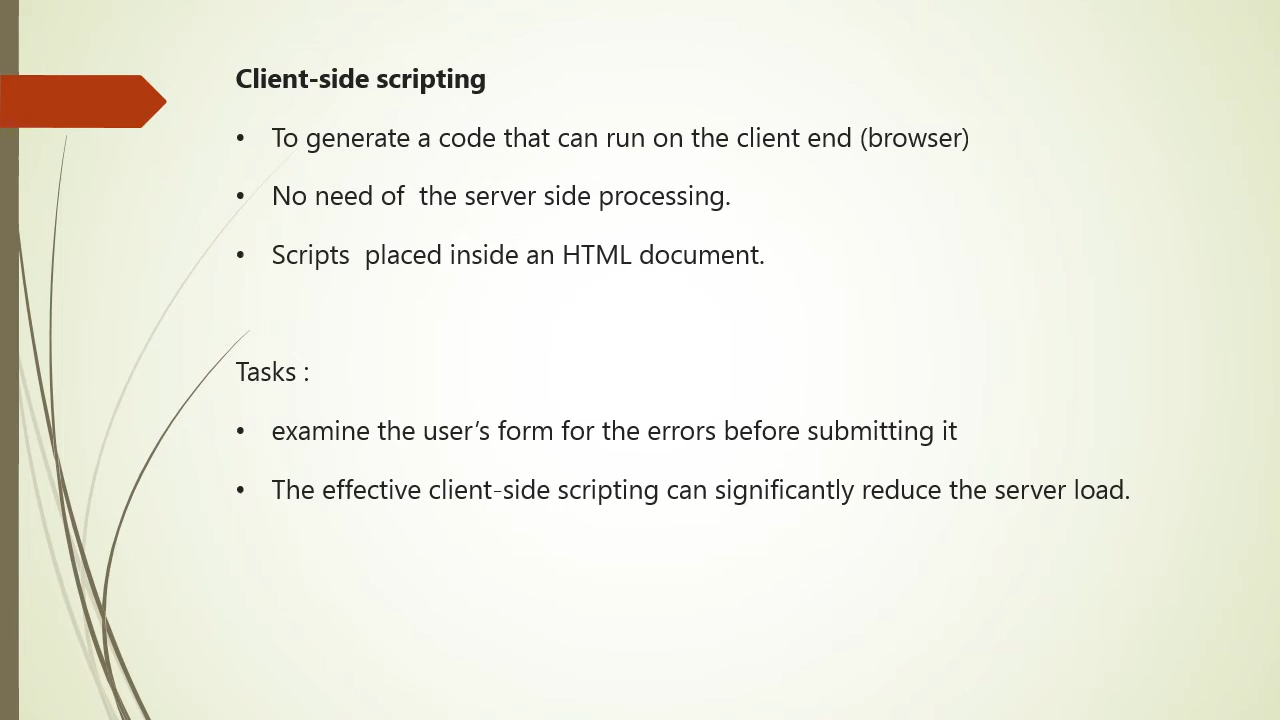 Client-side scripting
• To generate a code that can run on the client end (browser)
• No need of  the server side processing.
• Scripts  placed inside an HTML document.
Tasks :
• examine the user’s form for the errors before submitting it
• The effective client-side scripting can significantly reduce the server load.